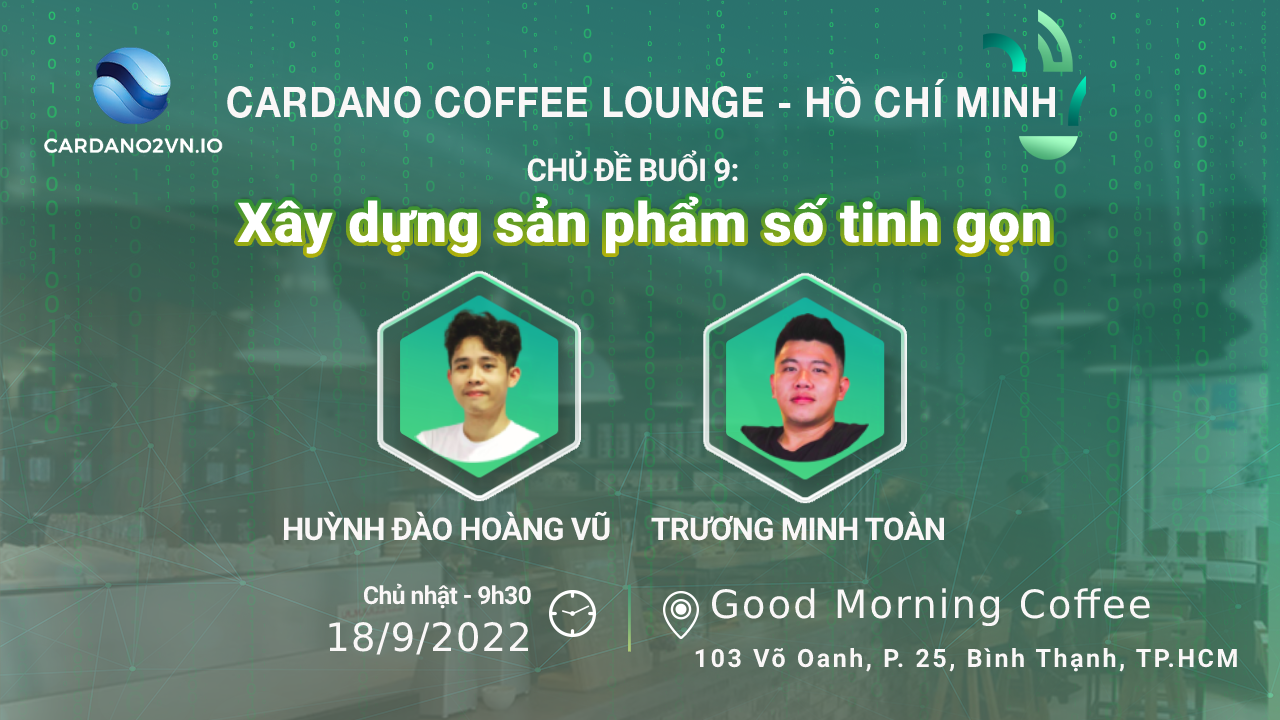 CARDANO2VN.IO
CARDANO COFFEE LOUNGE - HỒ CHÍ MINH
CHỦ ĐỀ BUỔI 9:
Xây dựng sản phẩm số tinh gọn
HUỲNH ĐÀO HOÀNG VŨ
TRƯƠNG MINH TOÀN
Chủ nhật - 9h30
18/9/2022
Good Morning Coffee
103 Võ Oanh, P. 25, Bình Thạnh, TP.HCM